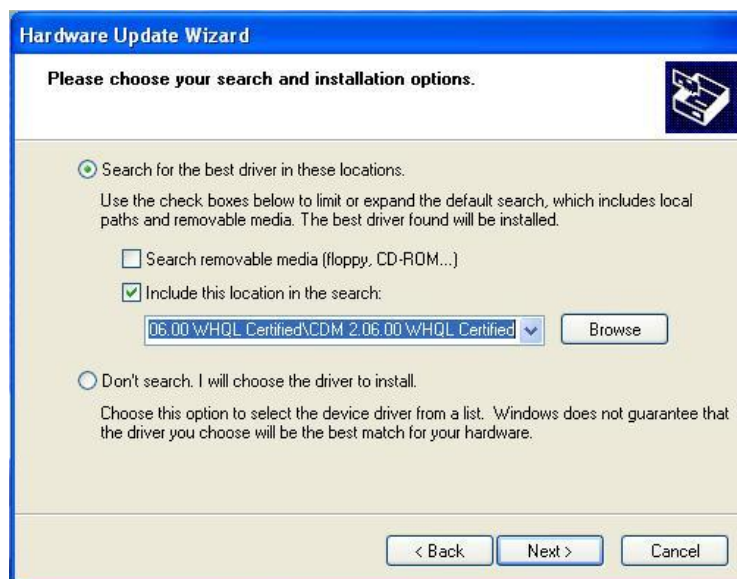 Hardware Update Wizard
Please choose your search and installation options.
Search for the best driver in these locations.
Use the check boxes below to limit or expand the default search, which includes local
paths and removable media. The best driver found will be installed.
Search removable media (floppy, CD-ROM...)
Include this location in the search:
06.00 WHQL Certified\CDM 2.06.00 WHQL Certified
Browse
Don't search. I will choose the driver to install.
Choose this option to select the device driver from a list. Windows does not guarantee that
the driver you choose will be the best match for your hardware.
< Back
Next >
Cancel